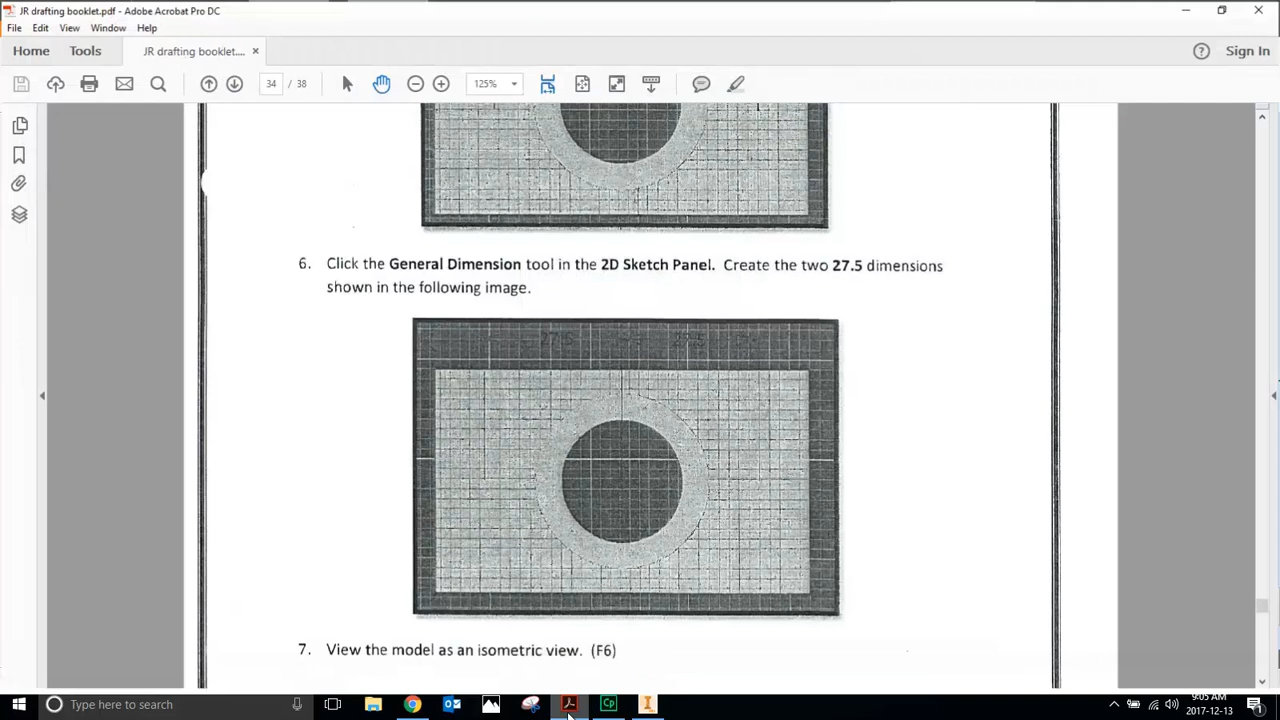 JR drafting booklet.pdf - Adobe Acrobat Pro DC
File Edit View Window Help
Home Tools JR drafting booklet.... × Sign In
34 / 38 125%
6. Click the General Dimension tool in the 2D Sketch Panel. Create the two 27.5 dimensions
shown in the following image.
27.5
7. View the model as an isometric view. (F6)
Type here to search
Cp
9:05 AM
2017-12-13